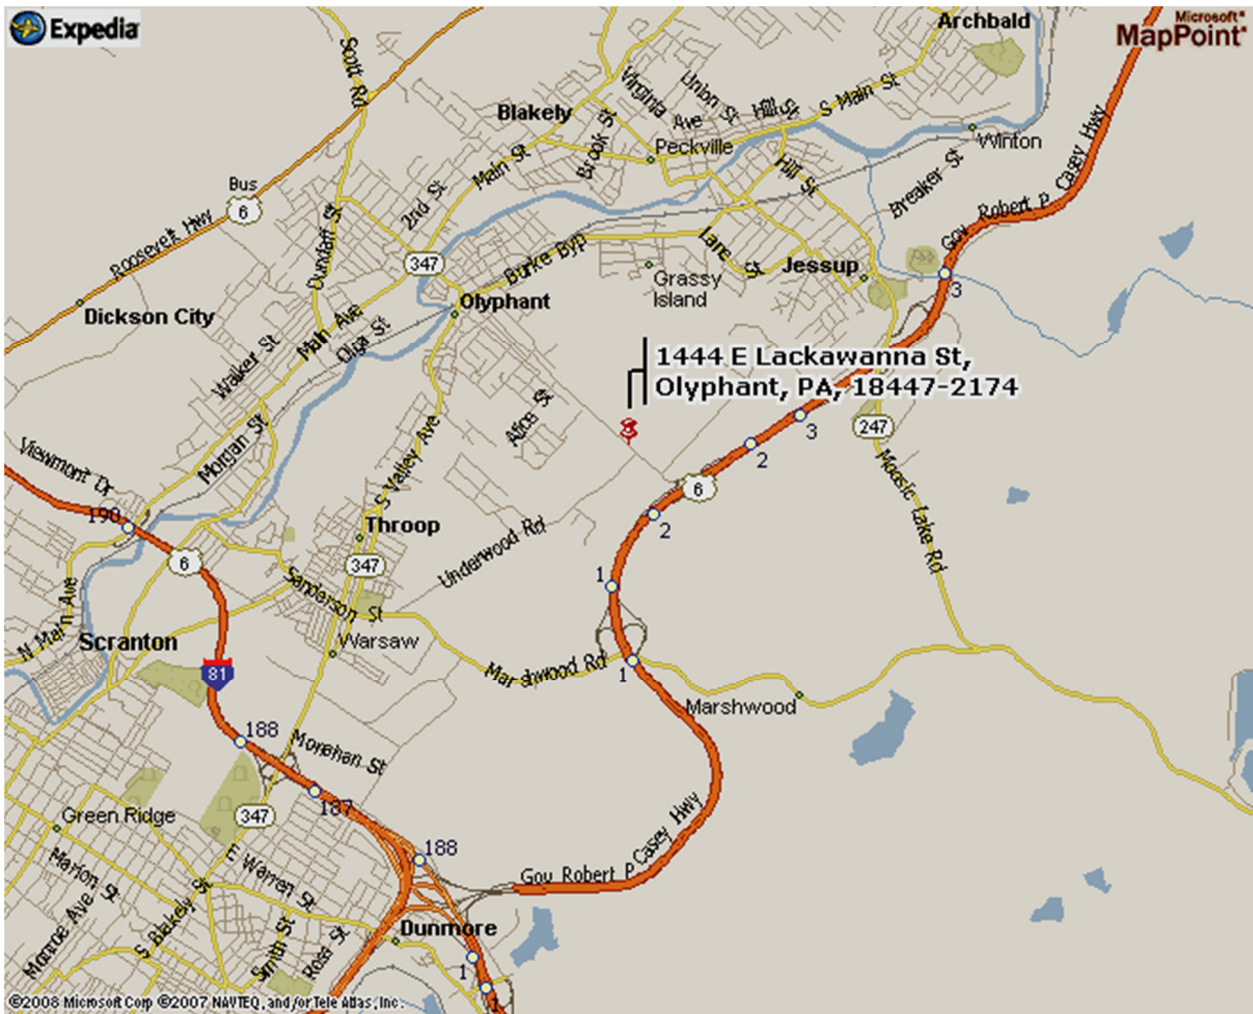 Expedia
Microsoft
MapPoint
Archbald
Scott Rd
Virginia Ave
Union St
Hill St
S Main St
Blakely
Brook St
Peckville
Winton
Gov Robert P Casey Hwy
Main St
Hill St
Breaker St
Bus
6
2nd St
Roosevelt Hwy
Dundaff St
347
Burke Byp
Lane St
Jessup
Grassy
Island
3
Olyphant
Dickson City
Main Ave
Olga St
Walker St
1444 E Lackawanna St,
Olyphant, PA, 18447-2174
Alice St
3
247
Morgan St
S Valley Ave
2
Viewmont Dr
6
Mosaic Lake Rd
190
Throop
2
Underwood Rd
6
347
1
Sanderson St
N Main Ave
Scranton
Warsaw
Marshwood Rd
1
81
Marshwood
188
Monahan St
187
Green Ridge
347
188
Gov Robert P Casey Hwy
E Warren St
Marion St
Monroe Ave
S Blakely St
Smith St
Ross St
Dunmore
1
1
©2008 Microsoft Corp ©2007 NAVTEQ, and/or Tele Atlas, Inc.